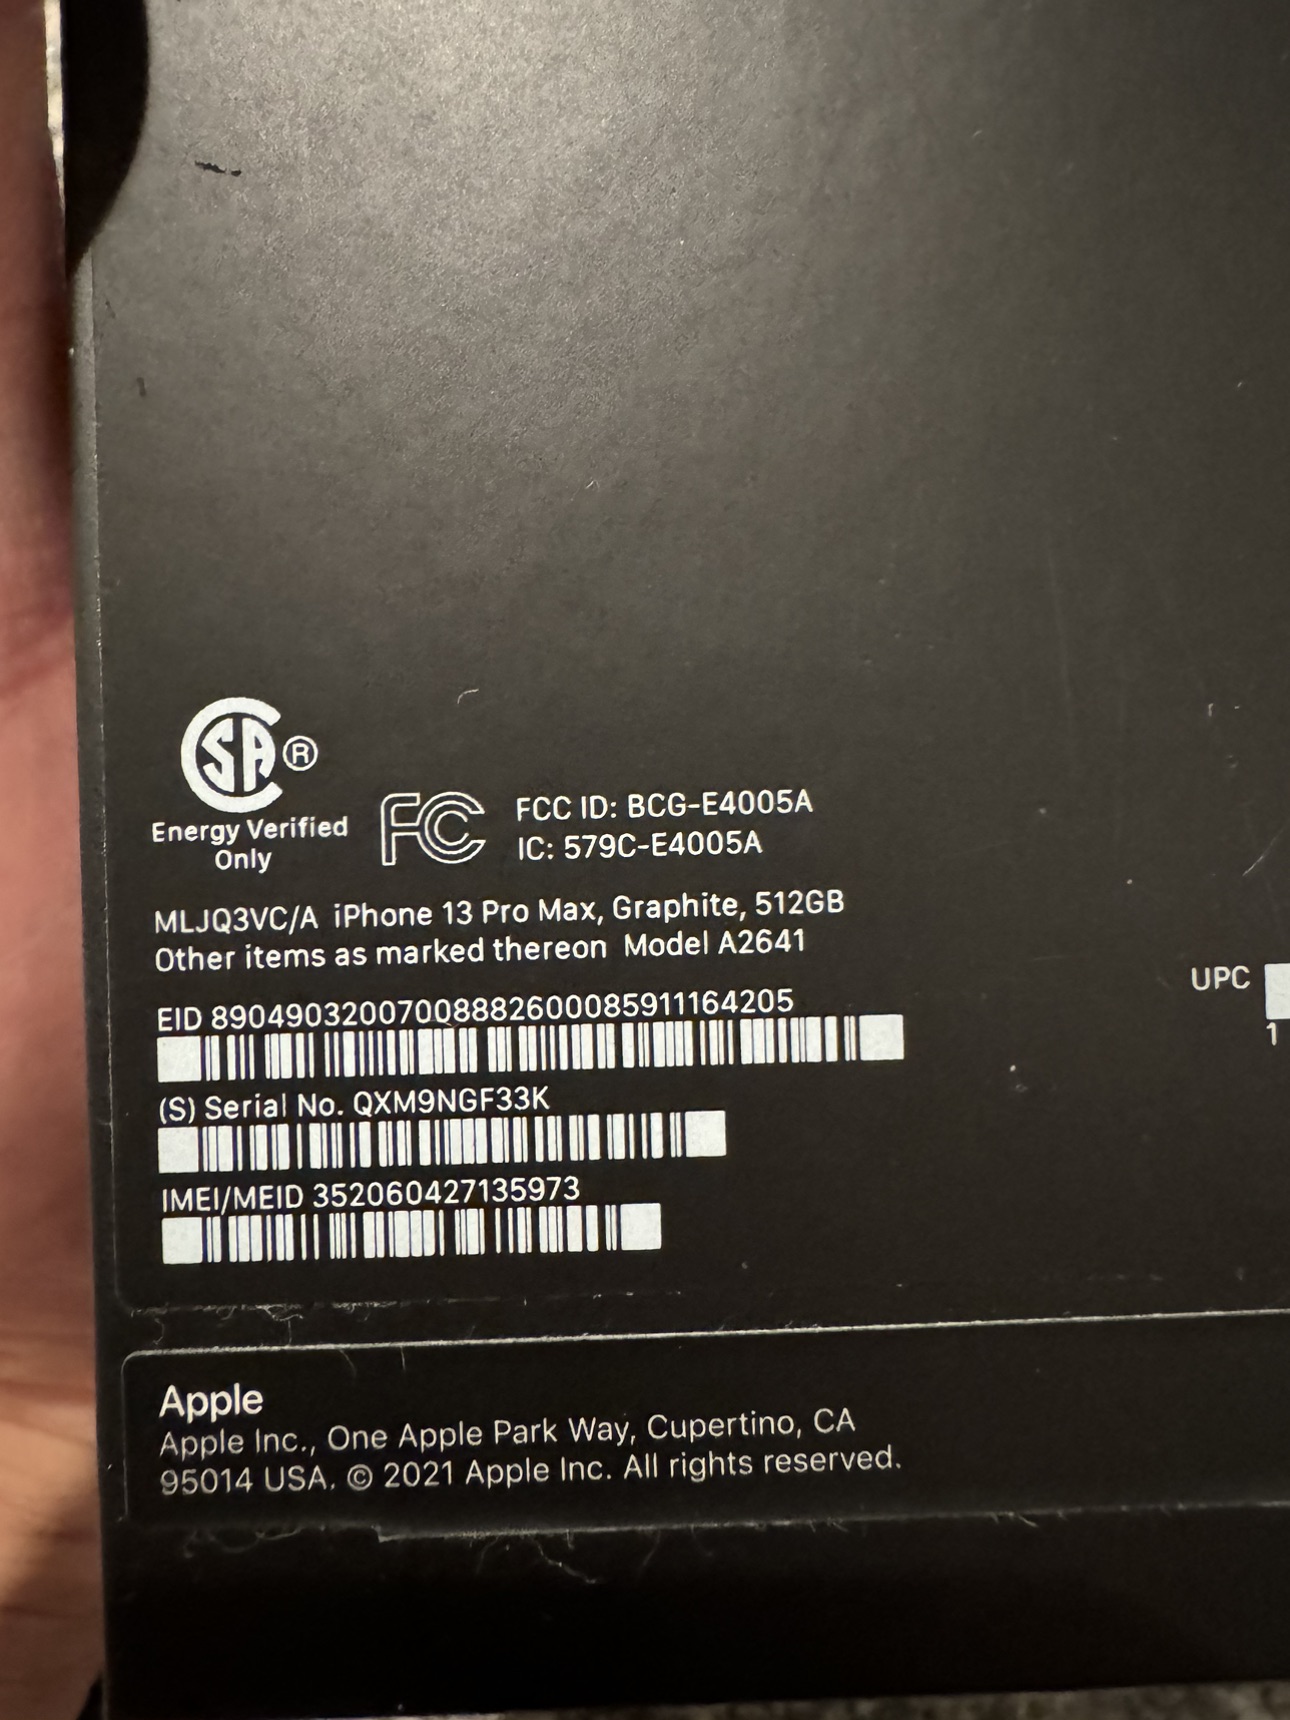 SA®
Energy Verified
Only
FC
FCC ID: BCG-E4005A
IC: 579C-E4005A
MLJQ3VC/A iPhone 13 Pro Max, Graphite, 512GB
Other items as marked thereon Model A2641
EID 89049032007008882600085911164205
(S) Serial No. QXM9NGF33K
IMEI/MEID 352060427135973
UPC
1
Apple
Apple Inc., One Apple Park Way, Cupertino, CA
95014 USA. © 2021 Apple Inc. All rights reserved.